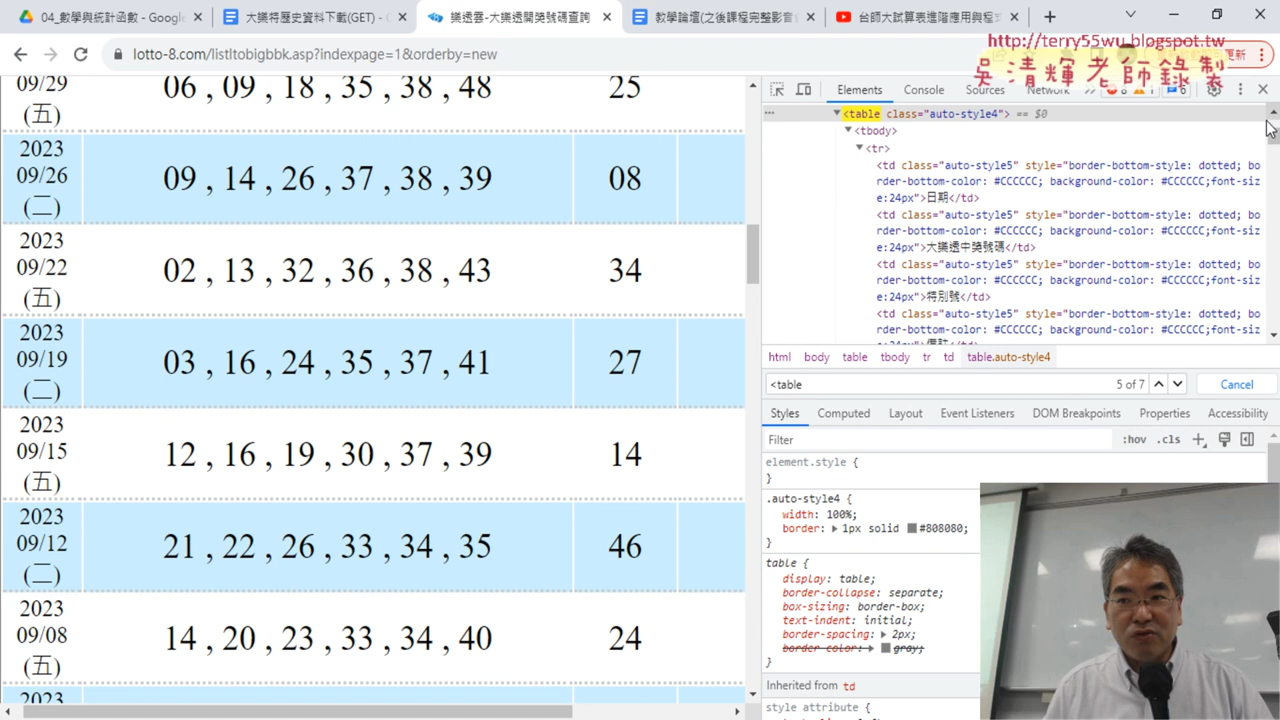 04_數學與統計函數 - Google
大樂透歷史資料下載(GET) - G
樂透雲-大樂透開獎號碼查詢
教學論壇(之後課程完整影音
台師大試算表進階應用與程式
lotto-8.com/listltobigbbk.asp?indexpage=1&orderby=new
http://terry55wu.blogspot.tw
吳清輝老師錄製
更新
09/29
(五)
06 , 09 , 18 , 35 , 38 , 48
25
2023
09/26
(二)
09 , 14 , 26 , 37 , 38 , 39
08
2023
09/22
(五)
02 , 13 , 32 , 36 , 38 , 43
34
2023
09/19
(二)
03 , 16 , 24 , 35 , 37 , 41
27
2023
09/15
(五)
12 , 16 , 19 , 30 , 37 , 39
14
2023
09/12
(二)
21 , 22 , 26 , 33 , 34 , 35
46
2023
09/08
(五)
14 , 20 , 23 , 33 , 34 , 40
24
2023
Elements Console Sources Network
<table class="auto-style4"> == $0
<tbody>
<tr>
<td class="auto-style5" style="border-bottom-style: dotted; bo
rder-bottom-color: #CCCCCC; background-color: #CCCCCC;font-siz
e:24px">日期</td>
<td class="auto-style5" style="border-bottom-style: dotted; bo
rder-bottom-color: #CCCCCC; background-color: #CCCCCC;font-siz
e:24px">大樂透中獎號碼</td>
<td class="auto-style5" style="border-bottom-style: dotted; bo
rder-bottom-color: #CCCCCC; background-color: #CCCCCC;font-siz
e:24px">特別號</td>
<td class="auto-style5" style="border-bottom-style: dotted; bo
rder-bottom-color: #CCCCCC; background-color: #CCCCCC;font-siz
e:24px">備註</td>
html body table tbody tr td table.auto-style4
<table
5 of 7
Cancel
Styles Computed Layout Event Listeners DOM Breakpoints Properties Accessibility
Filter
:hov .cls
element.style {
}
.auto-style4 {
width: 100%;
border: 1px solid #808080;
}
table {
display: table;
border-collapse: separate;
box-sizing: border-box;
text-indent: initial;
border-spacing: 2px;
border-color: gray;
}
Inherited from td
style attribute {